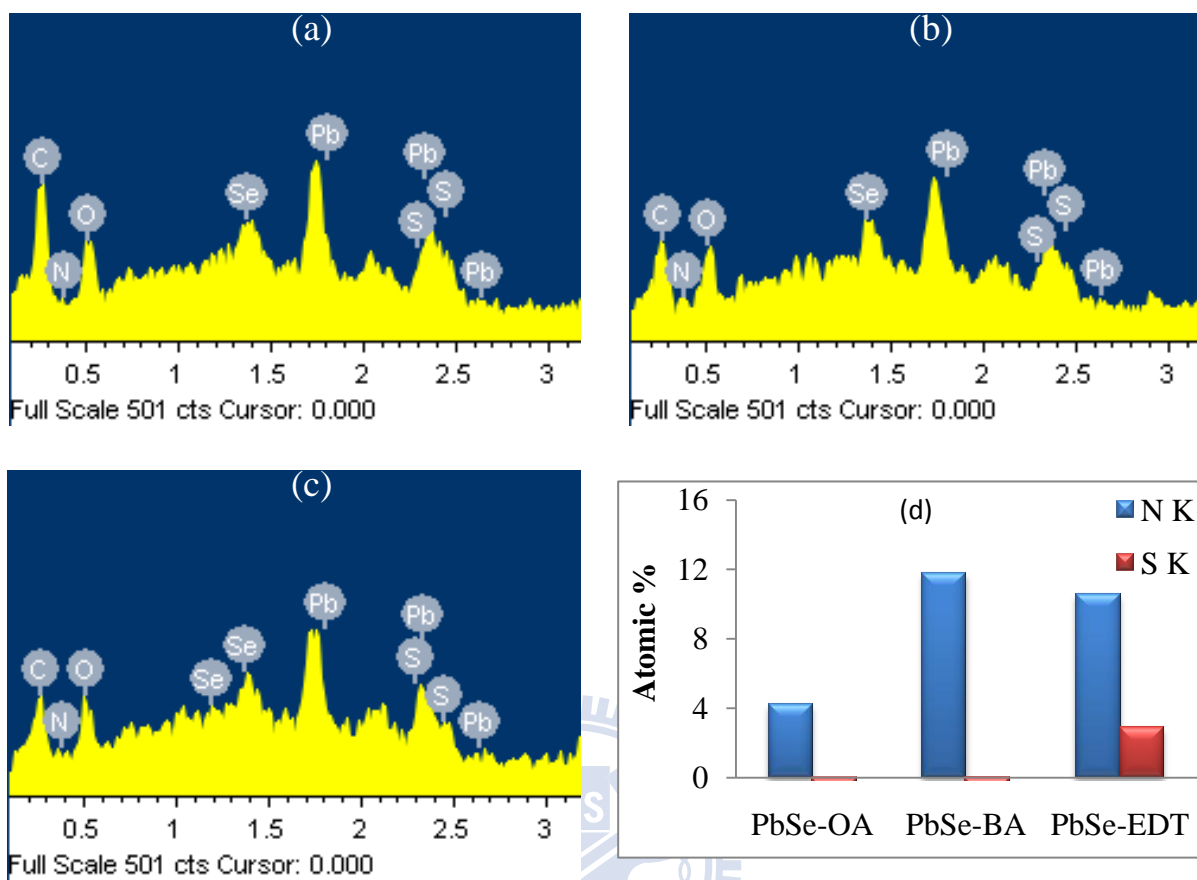 (a)
C
N
O
Se
Pb
Pb
S
S
Pb
0.5 1 1.5 2 2.5 3
Full Scale 501 cts Cursor: 0.000
(b)
C
N
O
Se
Pb
Pb
S
S
Pb
0.5 1 1.5 2 2.5 3
Full Scale 501 cts Cursor: 0.000
(c)
C
N
O
Se
Se
Pb
Pb
S
S
Pb
0.5 1 1.5 2 2.5 3
Full Scale 501 cts Cursor: 0.000
(d)
N K
S K
Atomic %
16
12
8
4
0
PbSe-OA PbSe-BA PbSe-EDT